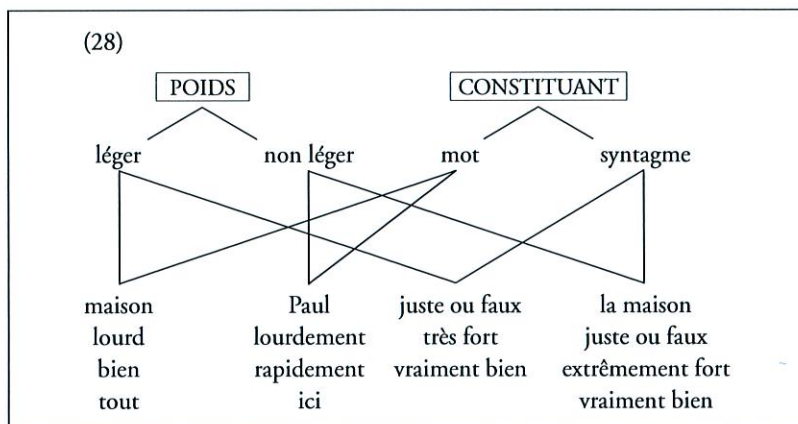 (28)
POIDS CONSTITUANT
léger non léger mot syntagme
maison Paul juste ou faux la maison
lourd lourdement très fort juste ou faux
bien rapidement vraiment bien extrêmement fort
tout ici vraiment bien